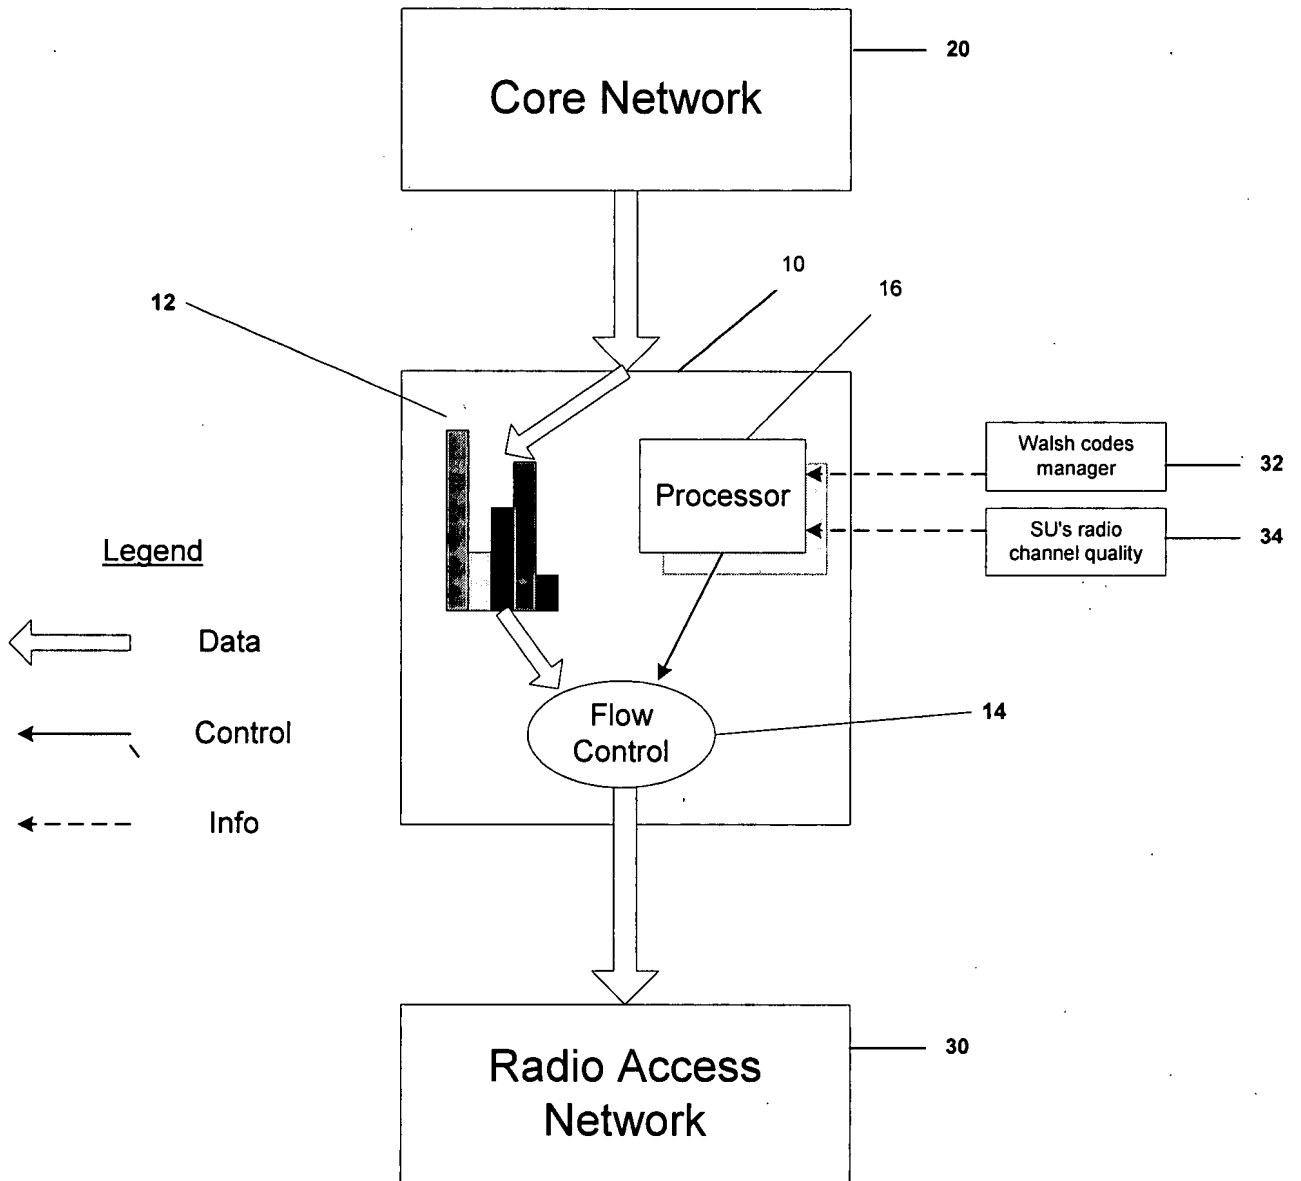 20
Core Network
10
16
12
Walsh codes
manager
32
Processor
SU's radio
channel quality
34
Legend
Data
Flow
Control
14
Control
Info
30
Radio Access
Network